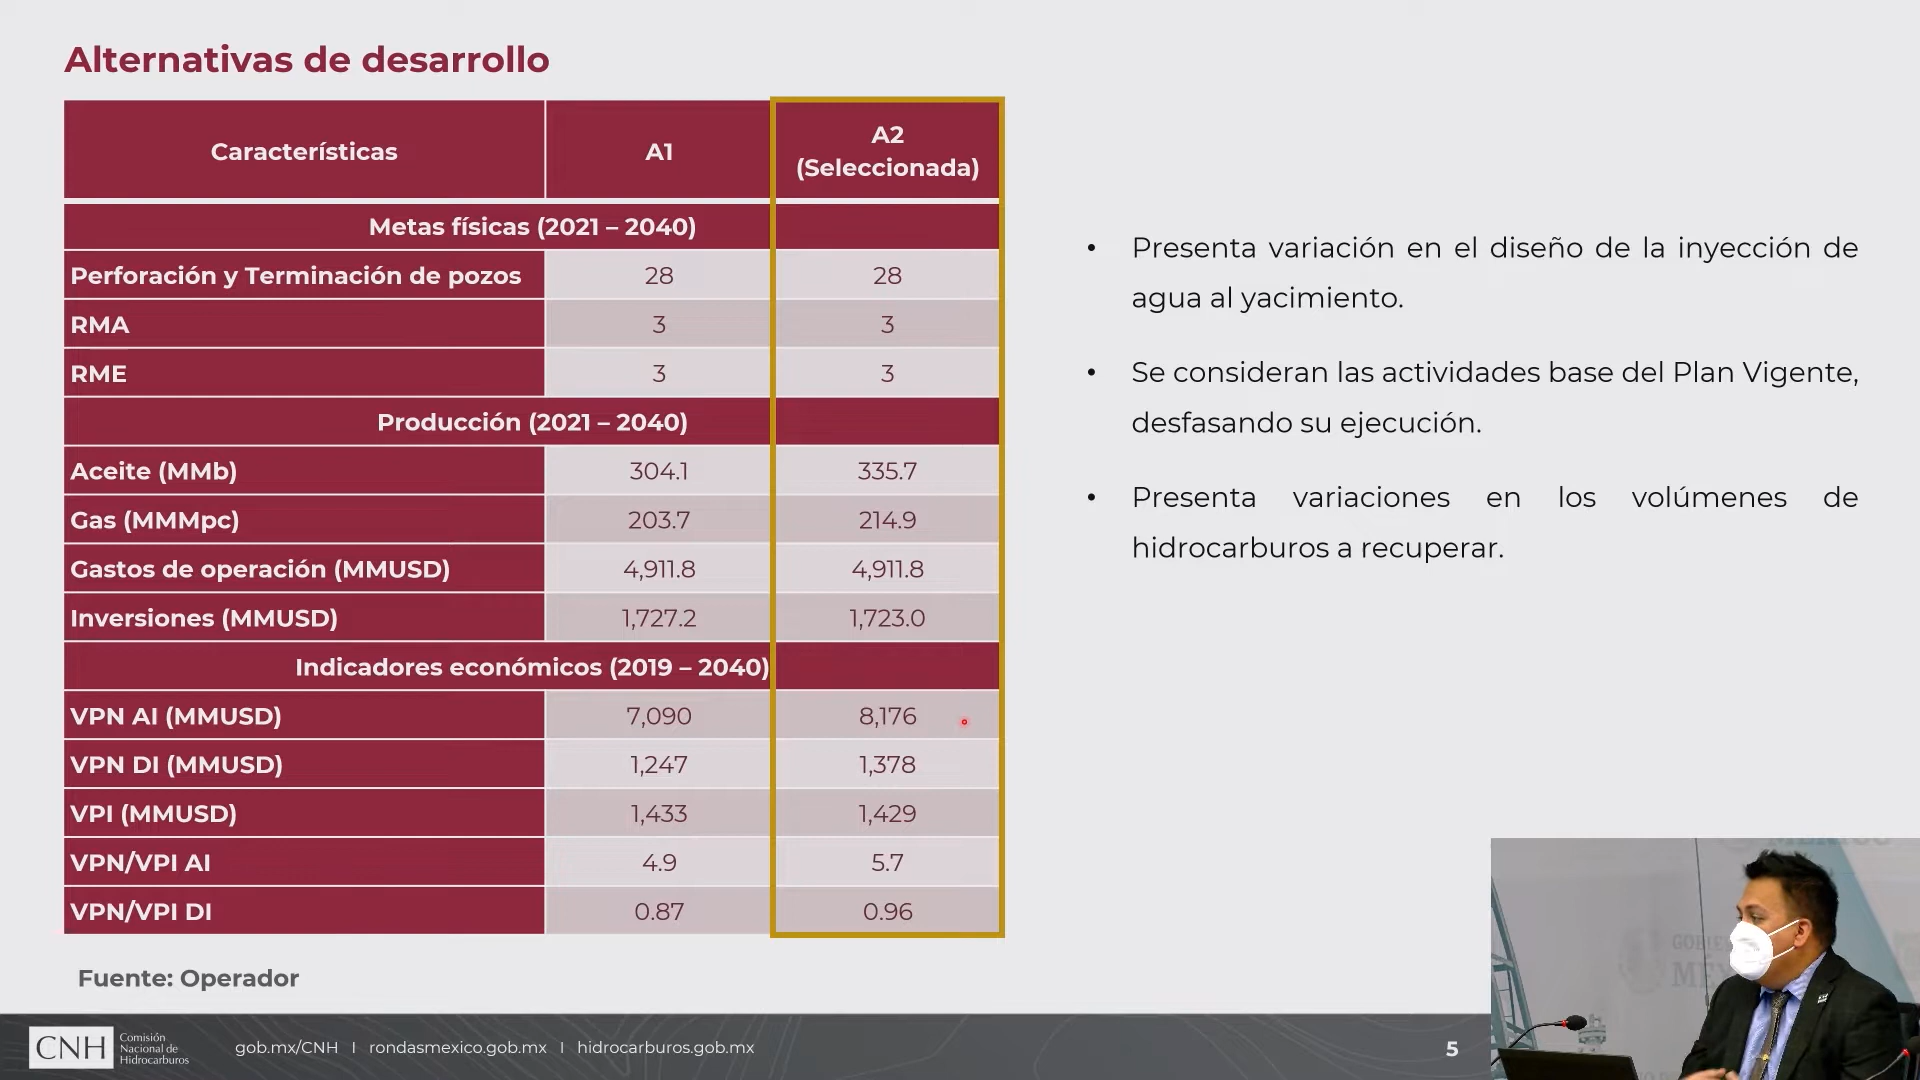 Alternativas de desarrollo
Características A1 A2 (Seleccionada)
Metas físicas (2021 – 2040)
Perforación y Terminación de pozos 28 28
RMA 3 3
RME 3 3
Producción (2021 – 2040)
Aceite (MMb) 304.1 335.7
Gas (MMMpc) 203.7 214.9
Gastos de operación (MMUSD) 4,911.8 4,911.8
Inversiones (MMUSD) 1,727.2 1,723.0
Indicadores económicos (2019 – 2040)
VPN AI (MMUSD) 7,090 8,176
VPN DI (MMUSD) 1,247 1,378
VPI (MMUSD) 1,433 1,429
VPN/VPI AI 4.9 5.7
VPN/VPI DI 0.87 0.96
Fuente: Operador
• Presenta variación en el diseño de la inyección de
agua al yacimiento.
• Se consideran las actividades base del Plan Vigente,
desfasando su ejecución.
• Presenta variaciones en los volúmenes de
hidrocarburos a recuperar.
CNH
Comisión
Nacional de
Hidrocarburos
gob.mx/CNH I rondasmexico.gob.mx I hidrocarburos.gob.mx
5